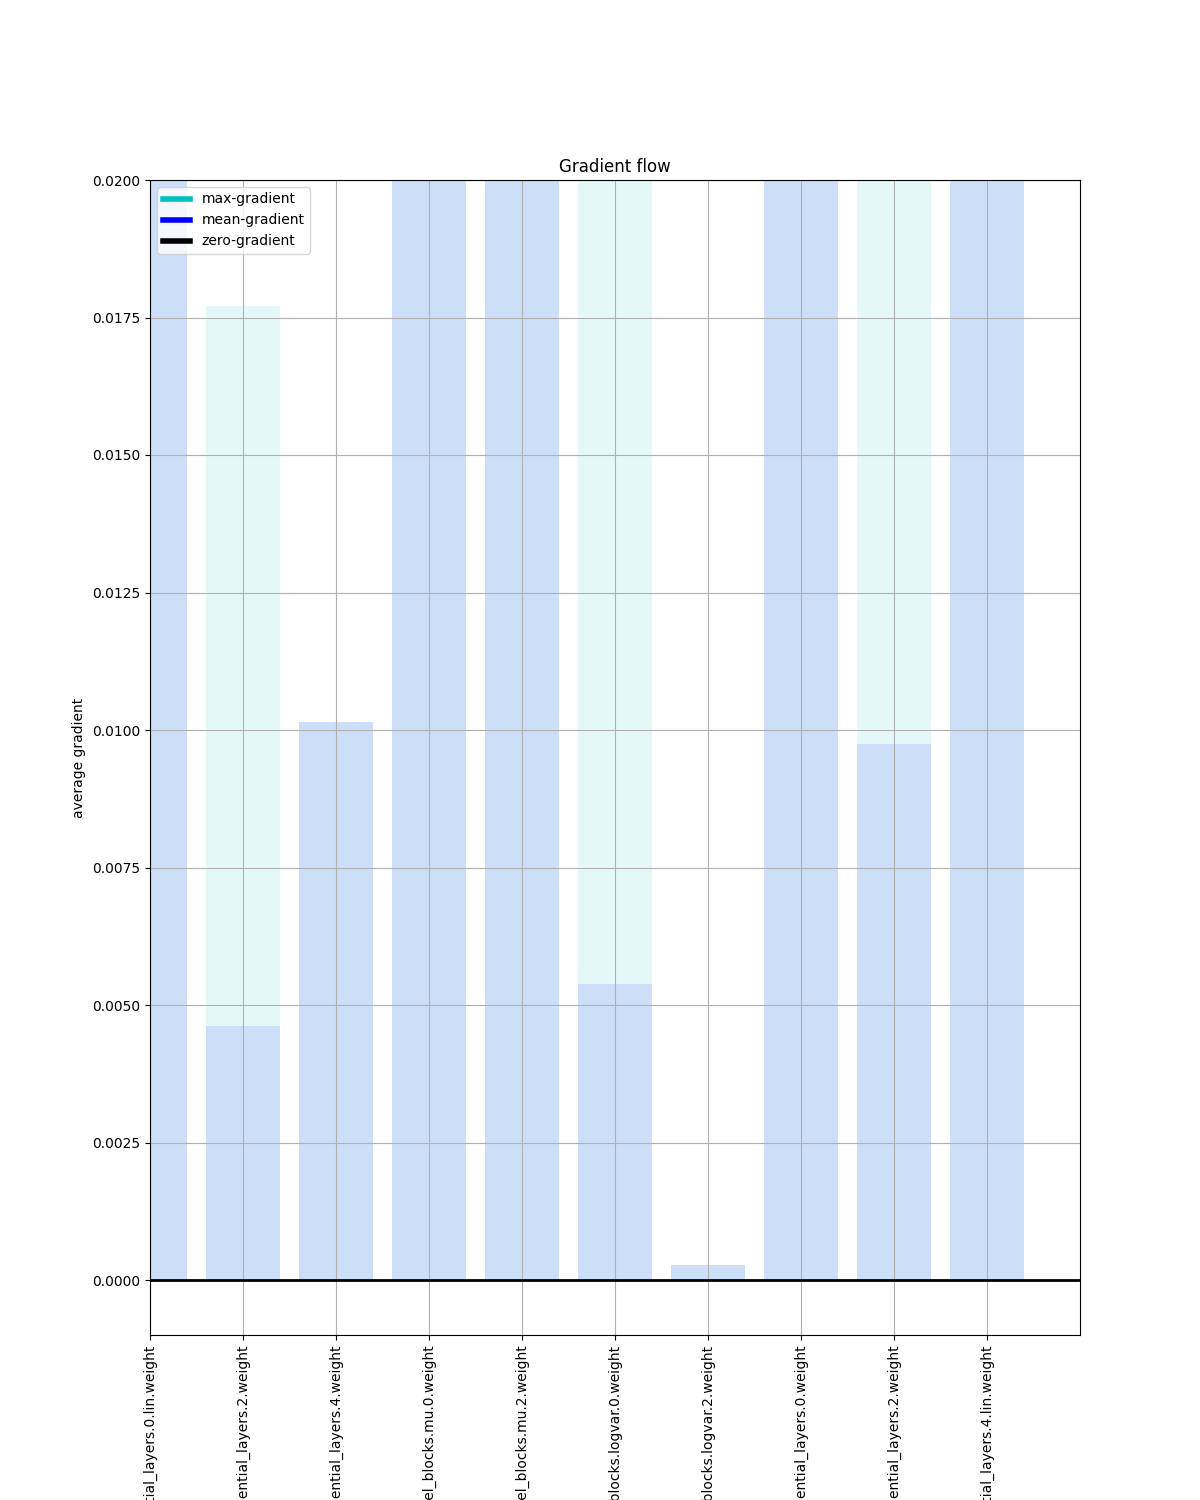 Gradient flow
max-gradient
mean-gradient
zero-gradient
0.0200
0.0175
0.0150
0.0125
0.0100
0.0075
0.0050
0.0025
0.0000
average gradient
tial_layers.0.lin.weight
ential_layers.2.weight
ential_layers.4.weight
el_blocks.mu.0.weight
el_blocks.mu.2.weight
blocks.logvar.0.weight
blocks.logvar.2.weight
ential_layers.0.weight
ential_layers.2.weight
tial_layers.4.lin.weight